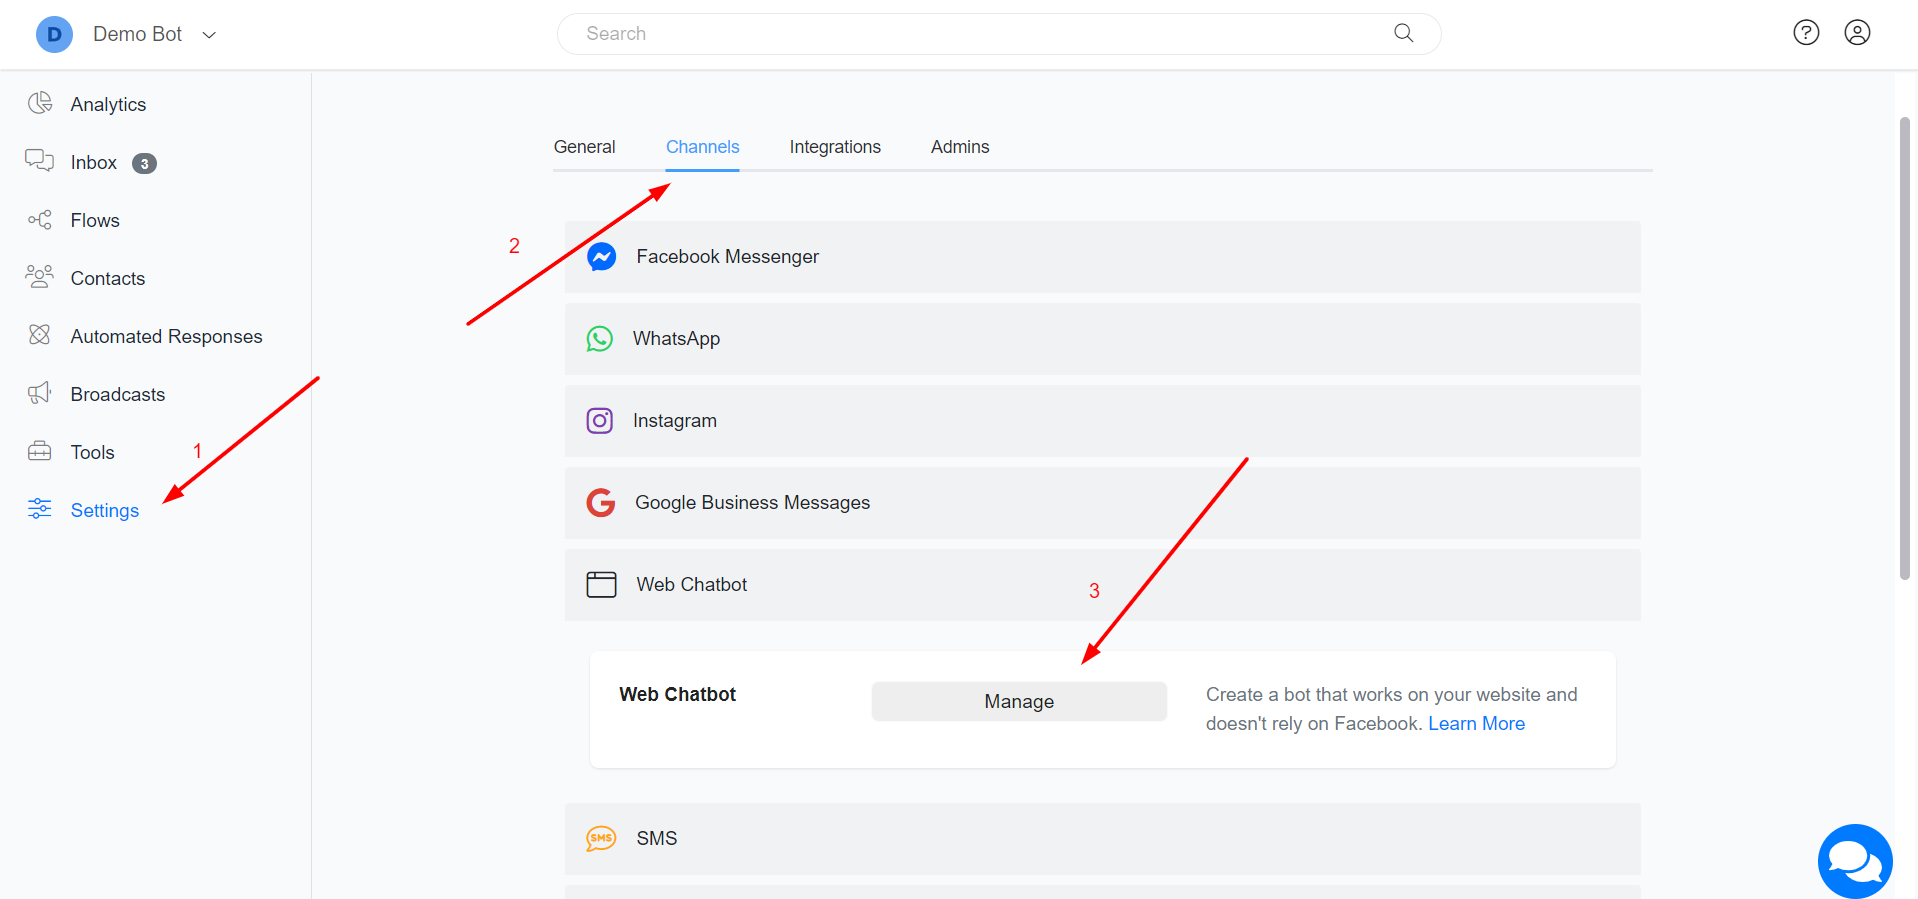 D Demo Bot
Search
?
Analytics
Inbox 3
Flows
Contacts
Automated Responses
Broadcasts
Tools
1
Settings
General Channels Integrations Admins
2
Facebook Messenger
WhatsApp
Instagram
G Google Business Messages
Web Chatbot
3
Web Chatbot
Manage
Create a bot that works on your website and
doesn't rely on Facebook. Learn More
SMS SMS